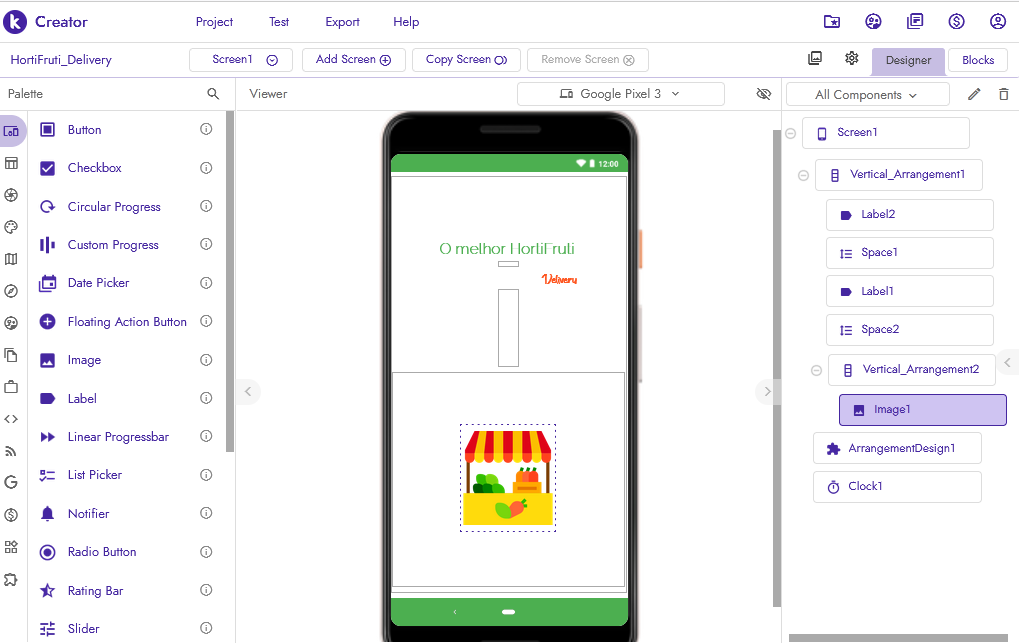 Creator
Project
Test
Export
Help
HortiFruti_Delivery
Screen1
Add Screen
Copy Screen
Remove Screen
Designer
Blocks
Palette
Viewer
Google Pixel 3
All Components
Button
Checkbox
Circular Progress
Custom Progress
Date Picker
Floating Action Button
Image
Label
Linear Progressbar
List Picker
Notifier
Radio Button
Rating Bar
Slider
12:00
O melhor HortiFruti
Delivery
Screen1
Vertical_Arrangement1
Label2
Space1
Label1
Space2
Vertical_Arrangement2
Image1
ArrangementDesign1
Clock1